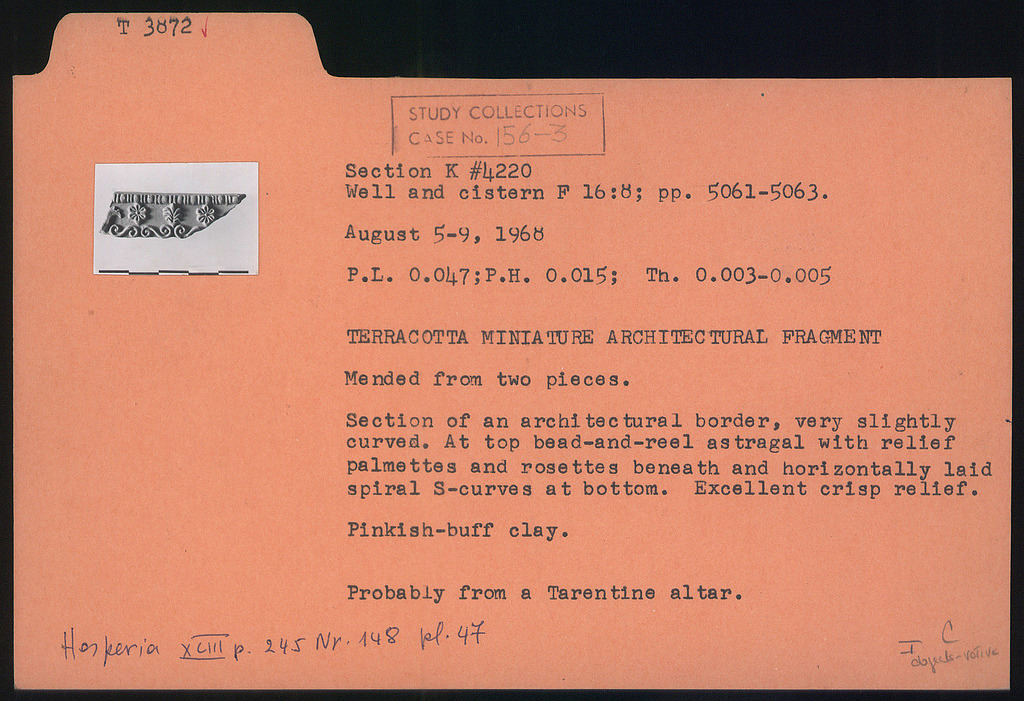 T 3872 ✓
STUDY COLLECTIONS
CASE No. 156-3
Section K #4220
Well and cistern F 16:8; pp. 5061-5063.
August 5-9, 1968
P.L. 0.047;P.H. 0.015; Th. 0.003-0.005
TERRACOTTA MINIATURE ARCHITECTURAL FRAGMENT
Mended from two pieces.
Section of an architectural border, very slightly
curved. At top bead-and-reel astragal with relief
palmettes and rosettes beneath and horizontally laid
spiral S-curves at bottom. Excellent crisp relief.
Pinkish-buff clay.
Probably from a Tarentine altar.
Hesperia XLIII p. 245 Nr. 148 pl. 47
C
T
objects-votive